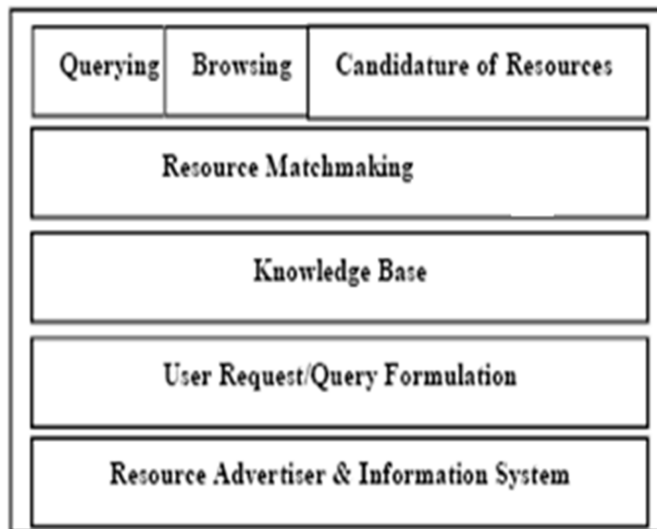 Querying
Browsing
Candidature of Resources
Resource Matchmaking
Knowledge Base
User Request/Query Formulation
Resource Advertiser & Information System